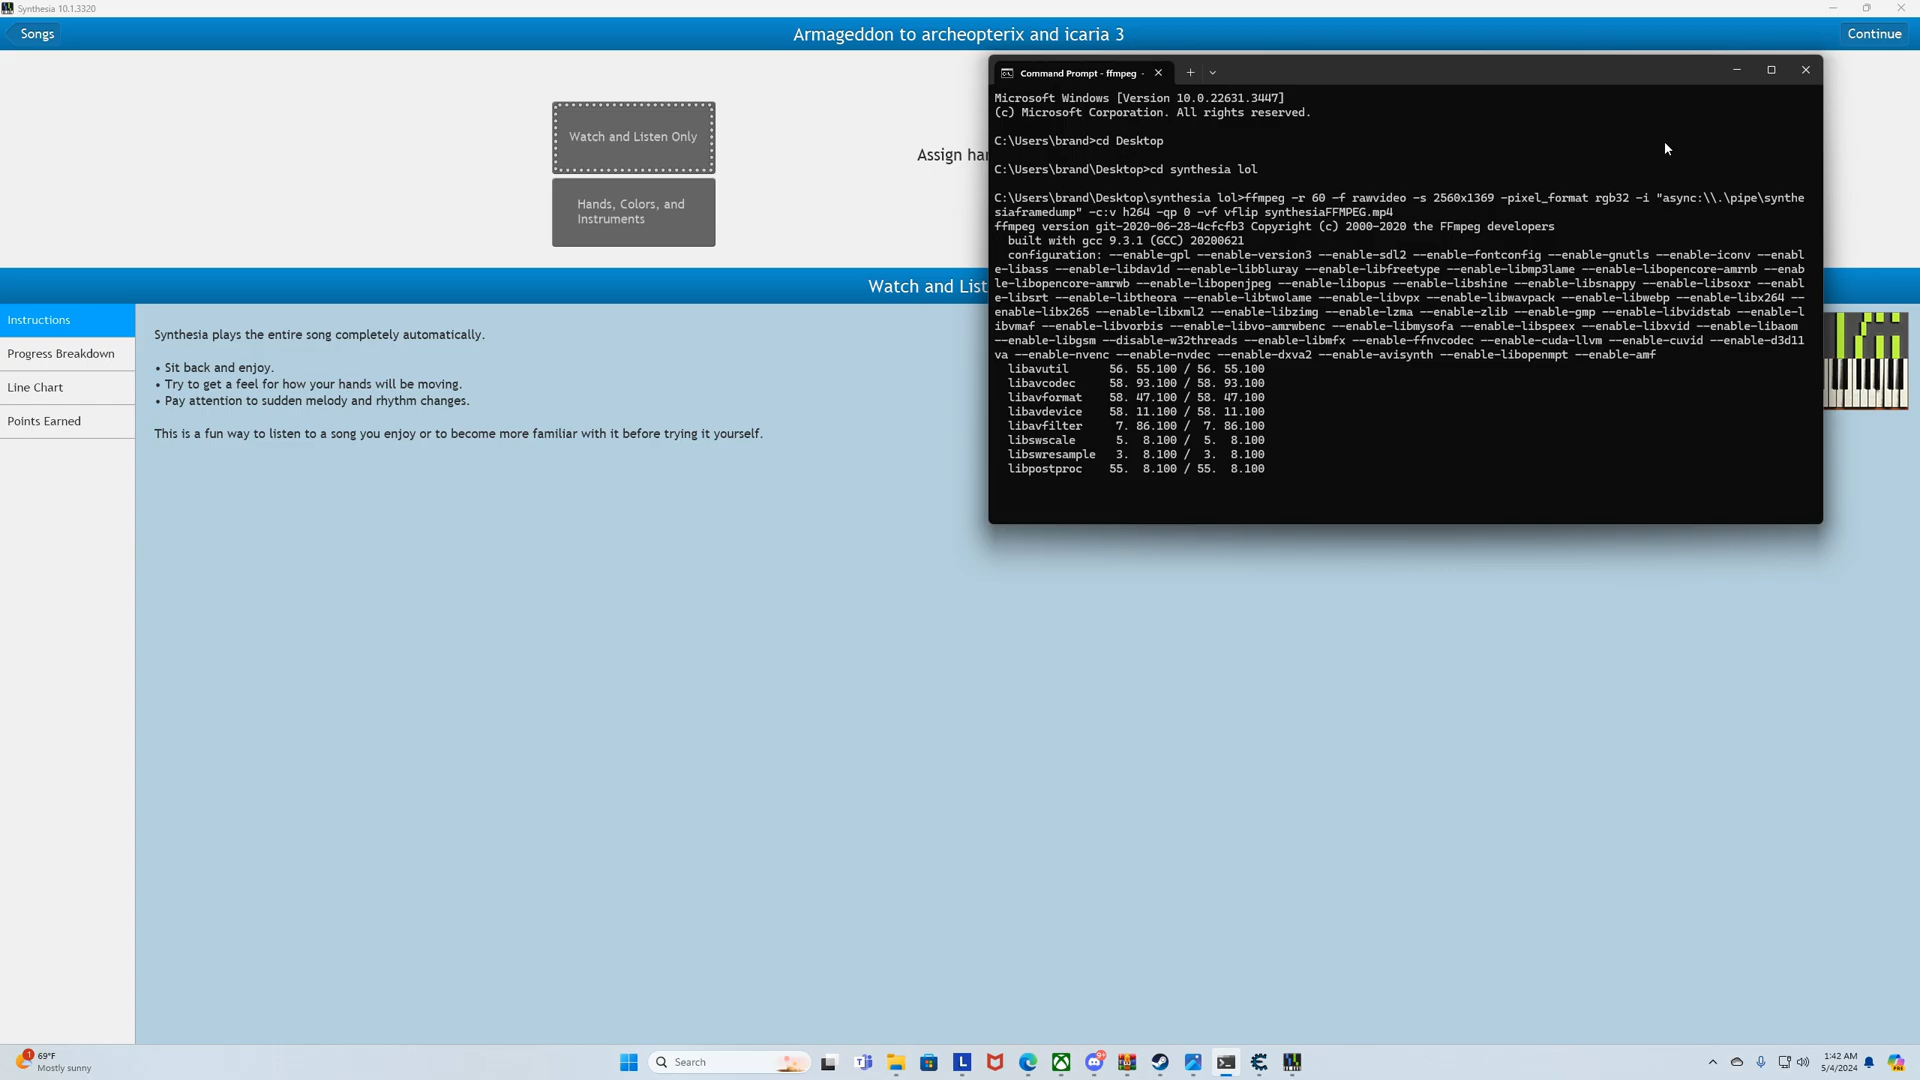 Synthesia 10.1.3320
Songs
Armageddon to archeopterix and icaria 3
Continue
Watch and Listen Only
Hands, Colors, and
Instruments
Assign har
Watch and List
Instructions
Progress Breakdown
Line Chart
Points Earned
Synthesia plays the entire song completely automatically.
• Sit back and enjoy.
• Try to get a feel for how your hands will be moving.
• Pay attention to sudden melody and rhythm changes.
This is a fun way to listen to a song you enjoy or to become more familiar with it before trying it yourself.
Command Prompt - ffmpeg -
Microsoft Windows [Version 10.0.22631.3447]
(c) Microsoft Corporation. All rights reserved.
C:\Users\brand>cd Desktop
C:\Users\brand\Desktop>cd synthesia lol
C:\Users\brand\Desktop\synthesia lol>ffmpeg -r 60 -f rawvideo -s 2560x1369 -pixel_format rgb32 -i "async:\\.\pipe\synthe
siaframedump" -c:v h264 -qp 0 -vf vflip synthesiaFFMPEG.mp4
ffmpeg version git-2020-06-28-4cfcfb3 Copyright (c) 2000-2020 the FFmpeg developers
built with gcc 9.3.1 (GCC) 20200621
configuration: --enable-gpl --enable-version3 --enable-sdl2 --enable-fontconfig --enable-gnutls --enable-iconv --enabl
e-libass --enable-libdav1d --enable-libbluray --enable-libfreetype --enable-libmp3lame --enable-libopencore-amrnb --enab
le-libopencore-amrwb --enable-libopenjpeg --enable-libopus --enable-libshine --enable-libsnappy --enable-libsoxr --enabl
e-libsrt --enable-libtheora --enable-libtwolame --enable-libvpx --enable-libwavpack --enable-libwebp --enable-libx264 --
enable-libx265 --enable-libxml2 --enable-libzimg --enable-lzma --enable-zlib --enable-gmp --enable-libvidstab --enable-l
ibvmaf --enable-libvorbis --enable-libvo-amrwbenc --enable-libmysofa --enable-libspeex --enable-libxvid --enable-libaom
--enable-libgsm --disable-w32threads --enable-libmfx --enable-ffnvcodec --enable-cuda-llvm --enable-cuvid --enable-d3d11
va --enable-nvenc --enable-nvdec --enable-dxva2 --enable-avisynth --enable-libopenmpt --enable-amf
libavutil 56. 55.100 / 56. 55.100
libavcodec 58. 93.100 / 58. 93.100
libavformat 58. 47.100 / 58. 47.100
libavdevice 58. 11.100 / 58. 11.100
libavfilter 7. 86.100 / 7. 86.100
libswscale 5. 8.100 / 5. 8.100
libswresample 3. 8.100 / 3. 8.100
libpostproc 55. 8.100 / 55. 8.100
1
69°F
Mostly sunny
Search
L
9+
1:42 AM
5/4/2024
PRE